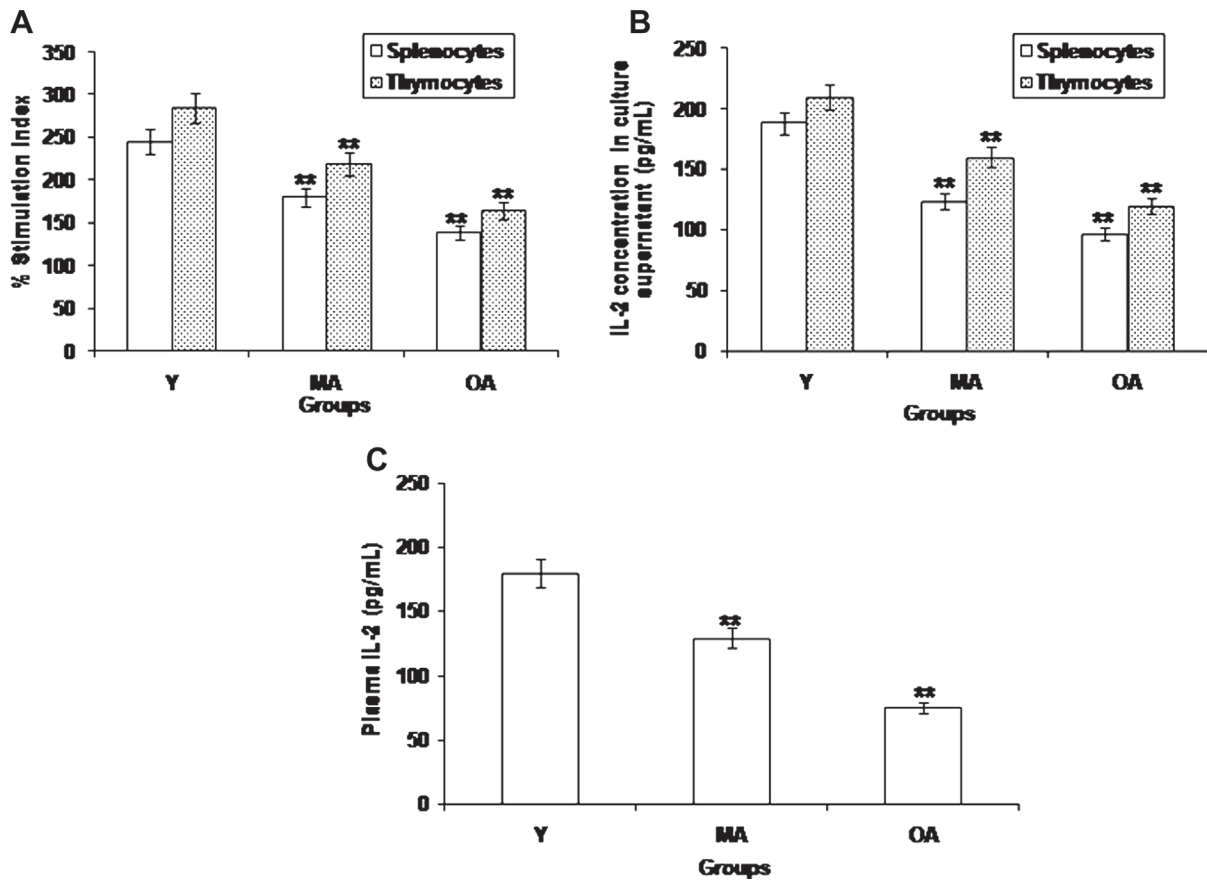 A
% Stimulation Index
350
300
250
200
150
100
50
0
Splenocytes
Thymocytes
**
**
**
**
Y
MA
OA
Groups
B
IL-2 concentration in culture
supernatant (pg/mL)
250
200
150
100
50
0
Splenocytes
Thymocytes
**
**
**
**
Y
MA
OA
Groups
C
Plasma IL-2 (pg/mL)
250
200
150
100
50
0
**
**
Y
MA
OA
Groups